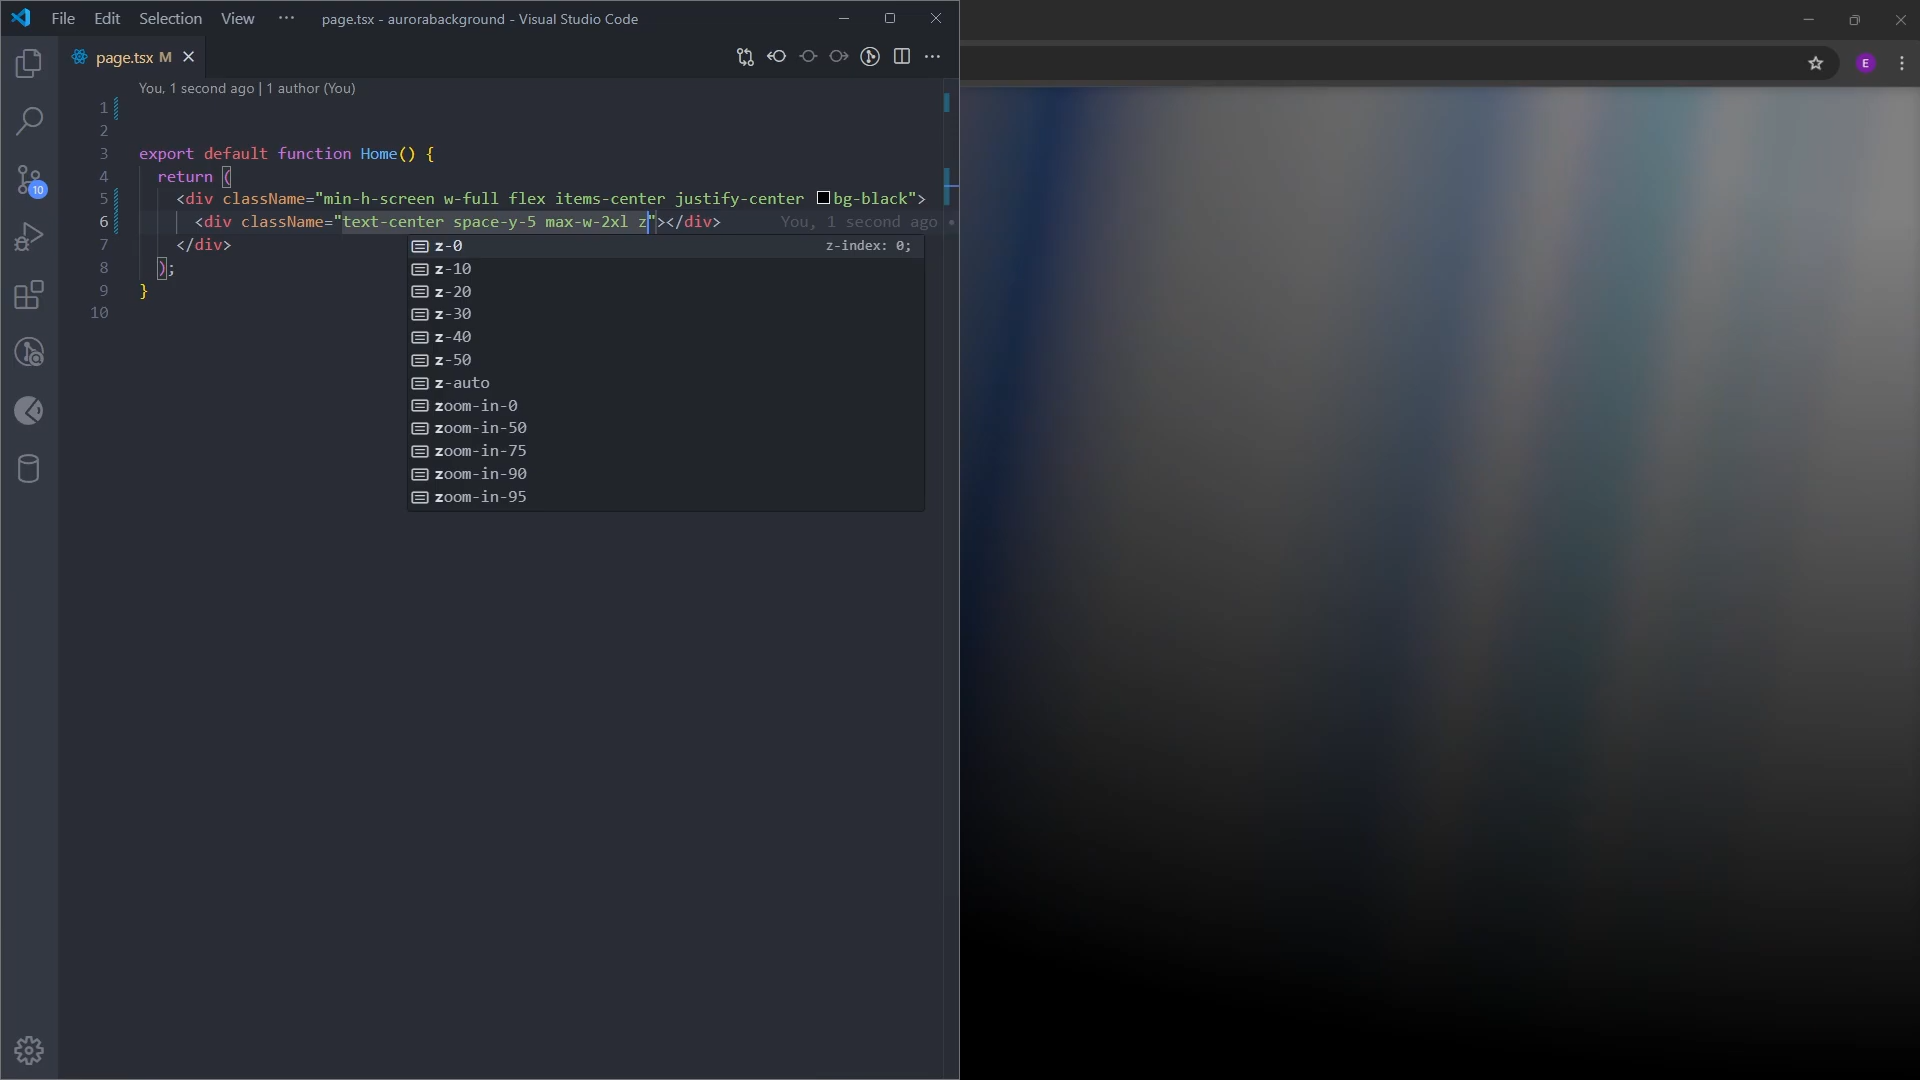 File Edit Selection View ··· page.tsx - aurorabackground - Visual Studio Code
page.tsx M
You, 1 second ago | 1 author (You)
1
2
3 export default function Home() {
4 return (
5 <div className="min-h-screen w-full flex items-center justify-center bg-black">
6 <div className="text-center space-y-5 max-w-2xl z"></div> You, 1 second ago •
7 </div>
8 );
9 }
10
z-0 z-index: 0;
z-10
z-20
z-30
z-40
z-50
z-auto
zoom-in-0
zoom-in-50
zoom-in-75
zoom-in-90
zoom-in-95
10
E